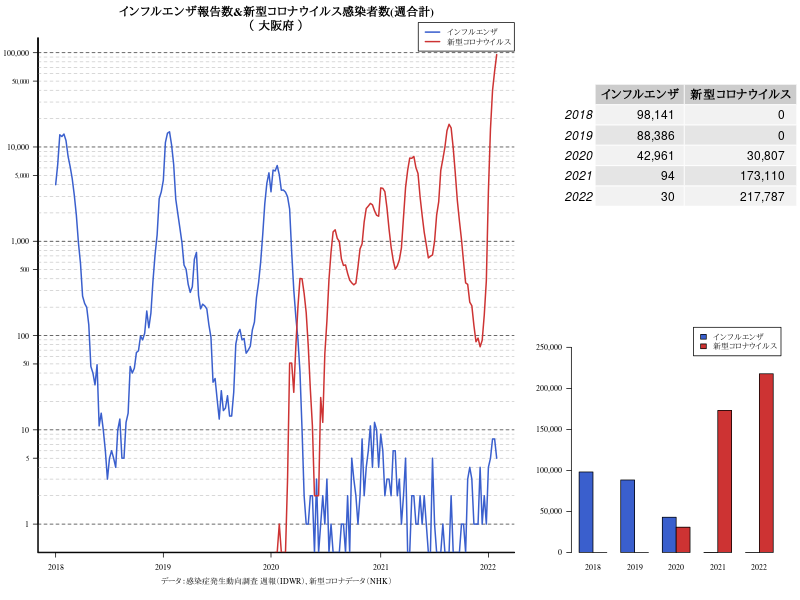 インフルエンザ報告数&新型コロナウイルス感染者数(週合計)
( 大阪府 )
インフルエンザ
新型コロナウイルス
100,000
50,000
10,000
5,000
1,000
500
100
50
10
5
1
2018 2019 2020 2021 2022
データ：感染症発生動向調査 週報(IDWR)、新型コロナデータ(NHK)
インフルエンザ 新型コロナウイルス
2018 98,141 0
2019 88,386 0
2020 42,961 30,807
2021 94 173,110
2022 30 217,787
インフルエンザ
新型コロナウイルス
250,000
200,000
150,000
100,000
50,000
0
2018 2019 2020 2021 2022